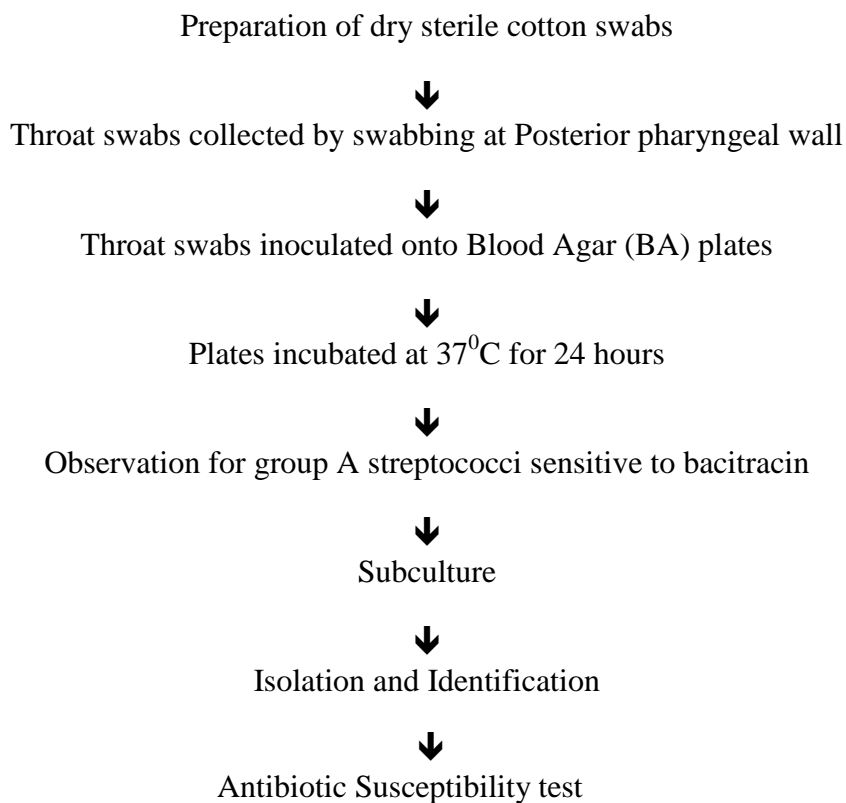 Preparation of dry sterile cotton swabs
Throat swabs collected by swabbing at Posterior pharyngeal wall
Throat swabs inoculated onto Blood Agar (BA) plates
Plates incubated at 37⁰C for 24 hours
Observation for group A streptococci sensitive to bacitracin
Subculture
Isolation and Identification
Antibiotic Susceptibility test